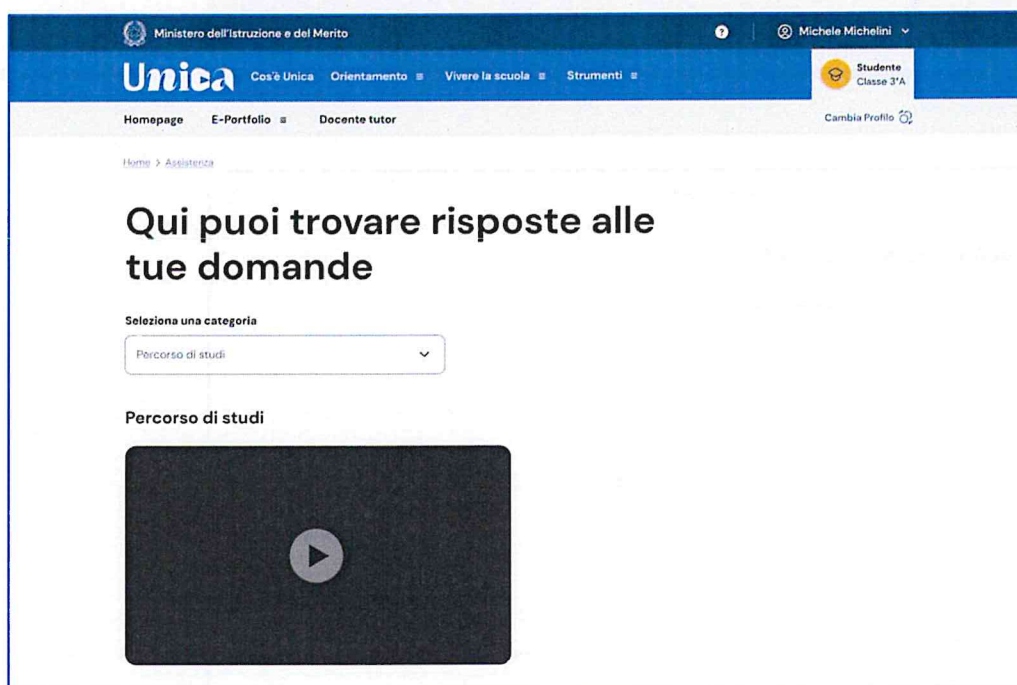 Ministero dell'Istruzione e del Merito
? Michele Michelini
Unica Cos'è Unica Orientamento Vivere la scuola Strumenti
Studente
Classe 3°A
Homepage E-Portfolio Docente tutor Cambia Profilo
Home > Assistenza
Qui puoi trovare risposte alle
tue domande
Seleziona una categoria
Percorso di studi
Percorso di studi